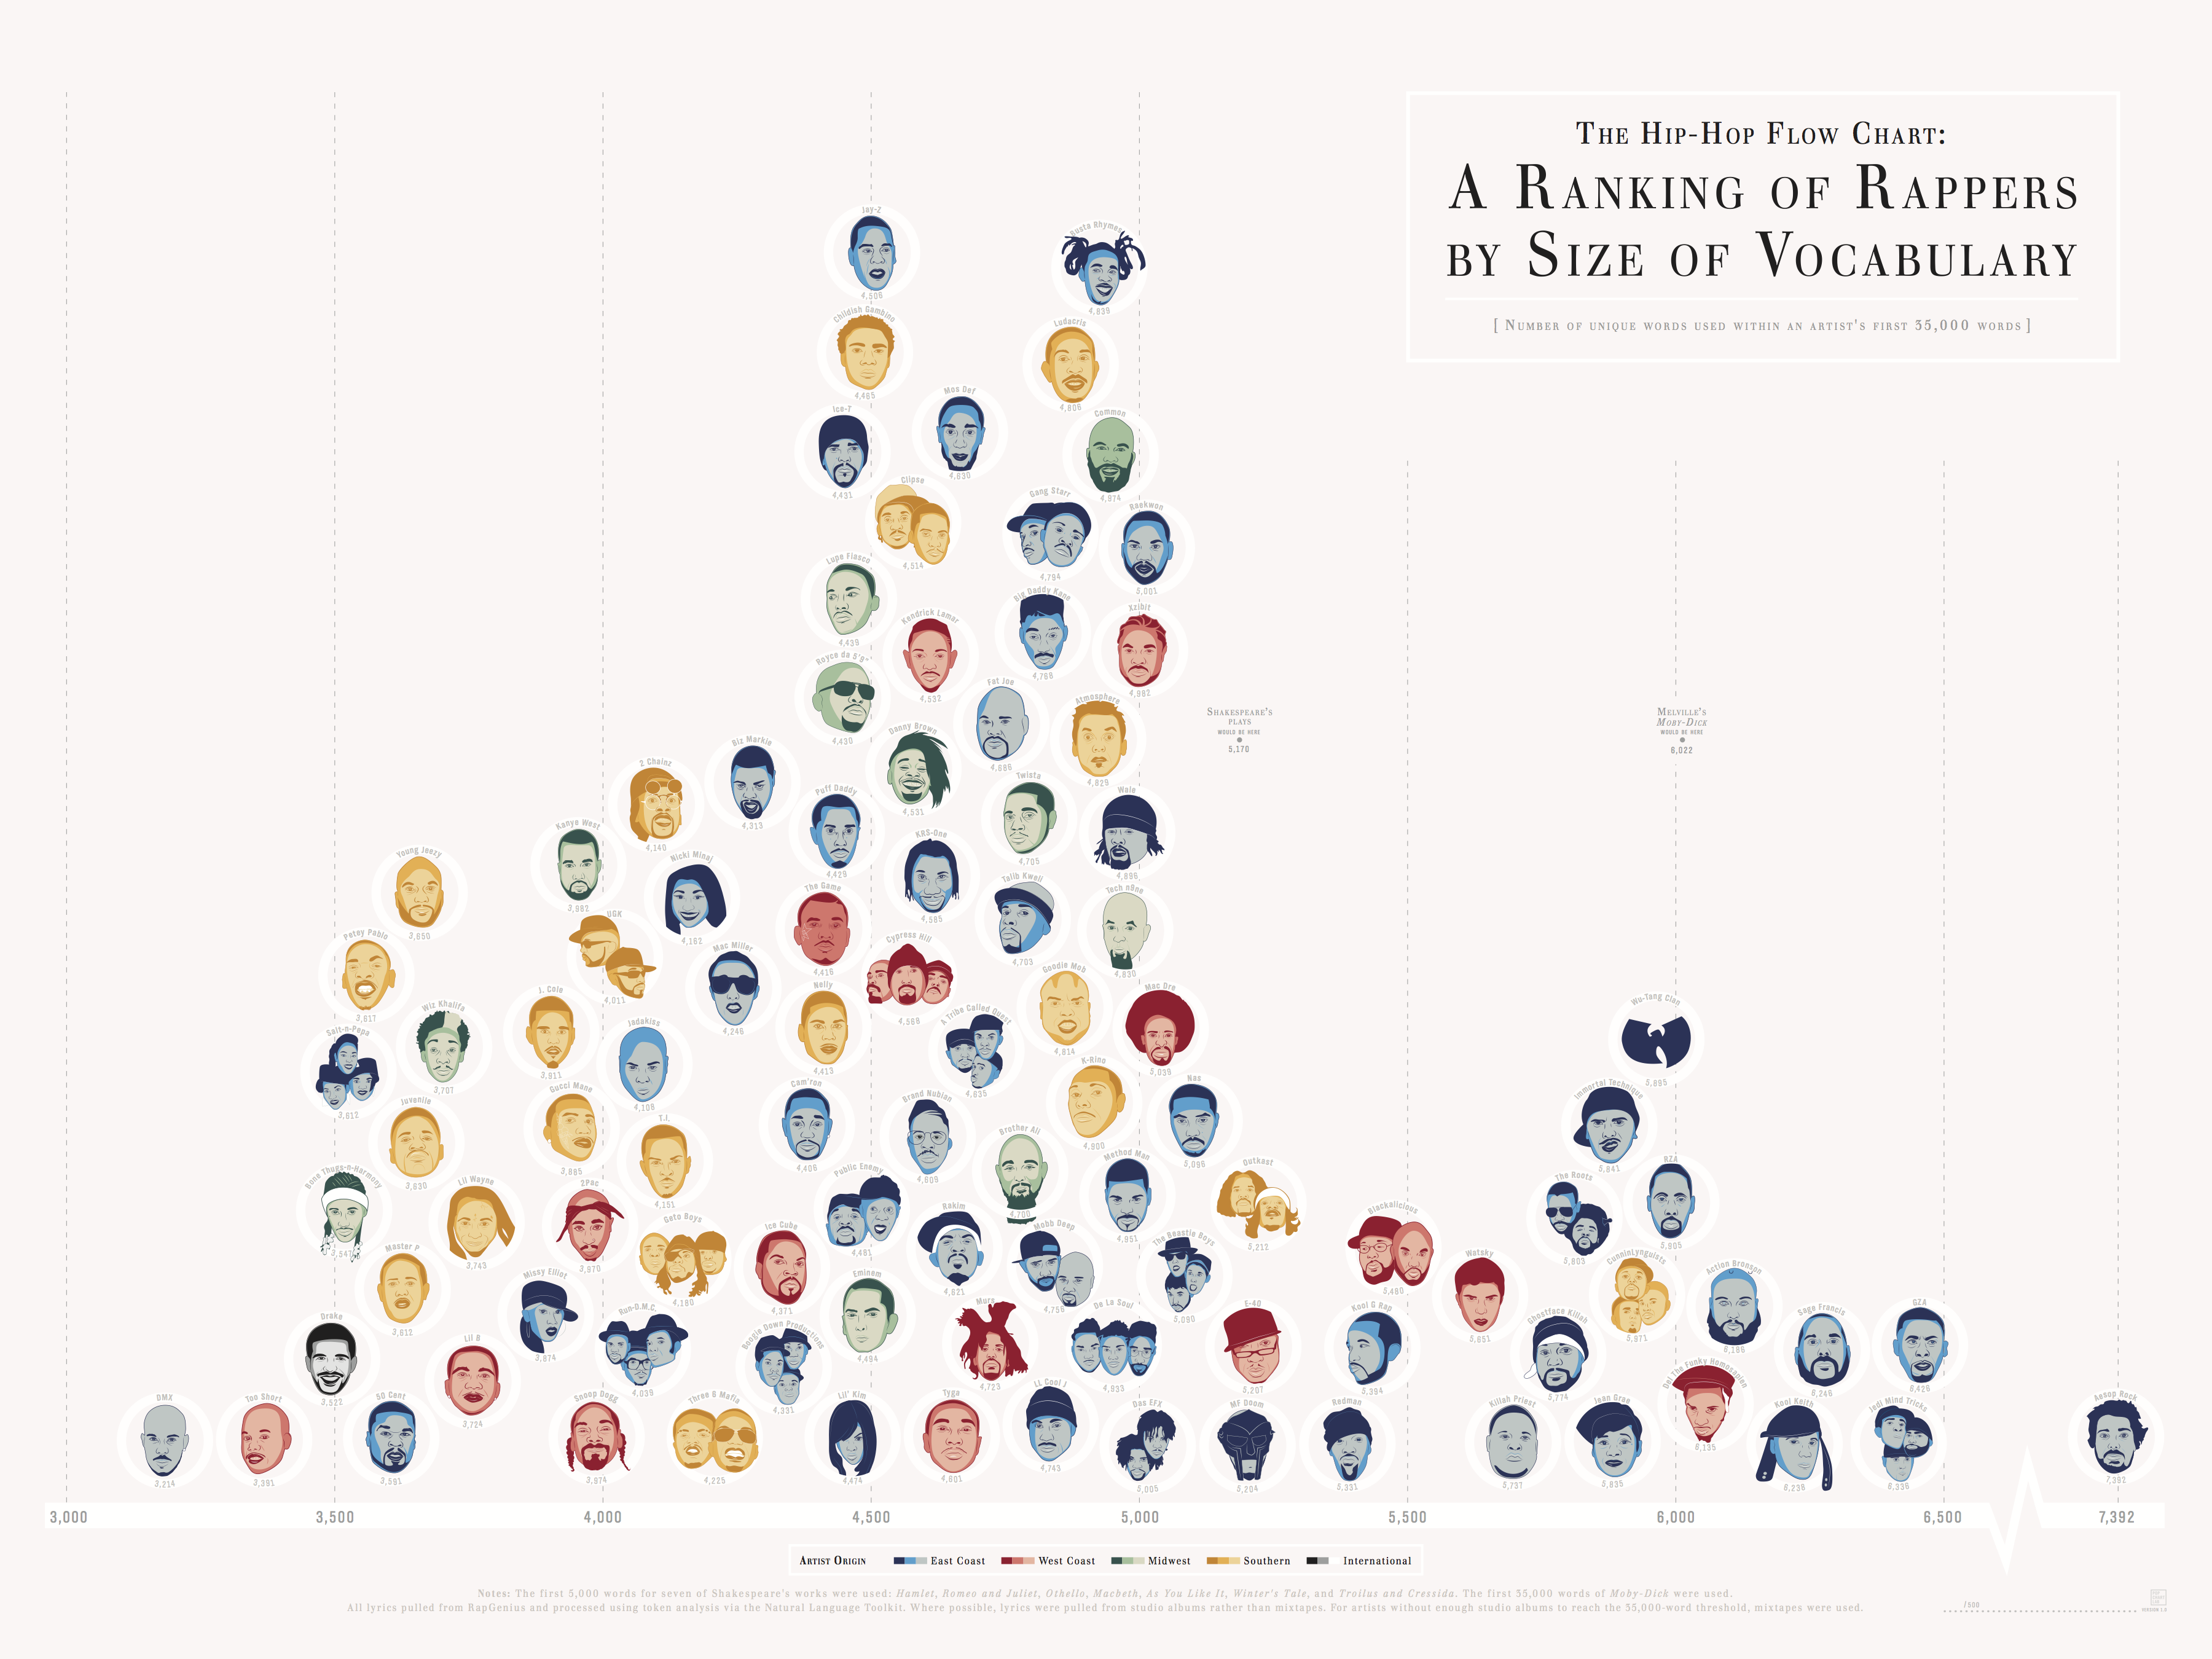 THE HIP-HOP FLOW CHART:
A RANKING OF RAPPERS
BY SIZE OF VOCABULARY
[ NUMBER OF UNIQUE WORDS USED WITHIN AN ARTIST'S FIRST 35,000 WORDS ]
Jay-Z
4,506
Busta Rhymes
4,839
Childish Gambino
4,465
Ludacris
4,806
Ice-T
4,431
Mos Def
4,630
Common
4,974
Clipse
4,514
Gang Starr
4,794
Raekwon
5,001
Lupe Fiasco
4,439
Kendrick Lamar
4,532
Big Daddy Kane
4,768
Xzibit
4,982
Royce da 5'9"
4,430
Fat Joe
4,686
Atmosphere
4,829
SHAKESPEARE'S
PLAYS
WOULD BE HERE
5,170
MELVILLE'S
MOBY-DICK
WOULD BE HERE
6,022
Danny Brown
4,531
Biz Markie
4,313
2 Chainz
4,140
Puff Daddy
4,429
Twista
4,705
Wale
4,896
Kanye West
3,982
Young Jeezy
3,650
Nicki Minaj
4,162
KRS-One
4,585
Talib Kweli
4,703
Tech n9ne
4,830
The Game
4,416
UGK
4,011
Petey Pablo
3,617
Mac Miller
4,246
Cypress Hill
4,568
Goodie Mob
4,814
Mac Dre
5,039
Nelly
4,413
J. Cole
3,911
Wiz Khalifa
3,707
Salt-n-Pepa
3,612
Jadakiss
4,108
A Tribe Called Quest
4,635
Wu-Tang Clan
5,895
K-Rino
4,900
Nas
5,096
Cam'ron
4,406
Gucci Mane
3,885
Juvenile
3,630
T.I.
4,151
Brand Nubian
4,609
Brother Ali
4,700
Method Man
4,991
Outkast
5,212
Immortal Technique
5,841
The Roots
5,803
RZA
5,905
Bone Thugs-n-Harmony
3,547
Lil Wayne
3,743
2Pac
3,870
Geto Boys
4,180
Ice Cube
4,371
Public Enemy
4,481
Rakim
4,621
Mobb Deep
4,756
The Beastie Boys
5,090
Blackalicious
5,480
Watsky
5,651
CunninLynguists
5,971
Action Bronson
6,186
Sage Francis
6,246
GZA
6,426
Master P
3,612
Missy Elliot
3,874
Run-D.M.C.
4,039
Boogie Down Productions
4,331
Eminem
4,494
Murs
4,723
De La Soul
4,933
E-40
5,207
Kool G Rap
5,394
Ghostface Killah
5,774
Del The Funky Homosapien
6,135
Drake
3,522
Lil B
3,724
DMX
3,214
Too Short
3,391
50 Cent
3,591
Snoop Dogg
3,974
Three 6 Mafia
4,225
Lil' Kim
4,474
Tyga
4,601
LL Cool J
4,743
Das EFX
5,005
MF Doom
5,204
Redman
5,331
Killah Priest
5,737
Jean Grae
5,835
Kool Keith
6,238
Jedi Mind Tricks
6,336
Aesop Rock
7,392
3,000 3,500 4,000 4,500 5,000 5,500 6,000 6,500 7,392
ARTIST ORIGIN East Coast West Coast Midwest Southern International
Notes: The first 5,000 words for seven of Shakespeare's works were used: Hamlet, Romeo and Juliet, Othello, Macbeth, As You Like It, Winter's Tale, and Troilus and Cressida. The first 35,000 words of Moby-Dick were used.
All lyrics pulled from RapGenius and processed using token analysis via the Natural Language Toolkit. Where possible, lyrics were pulled from studio albums rather than mixtapes. For artists without enough studio albums to reach the 35,000-word threshold, mixtapes were used.
/500